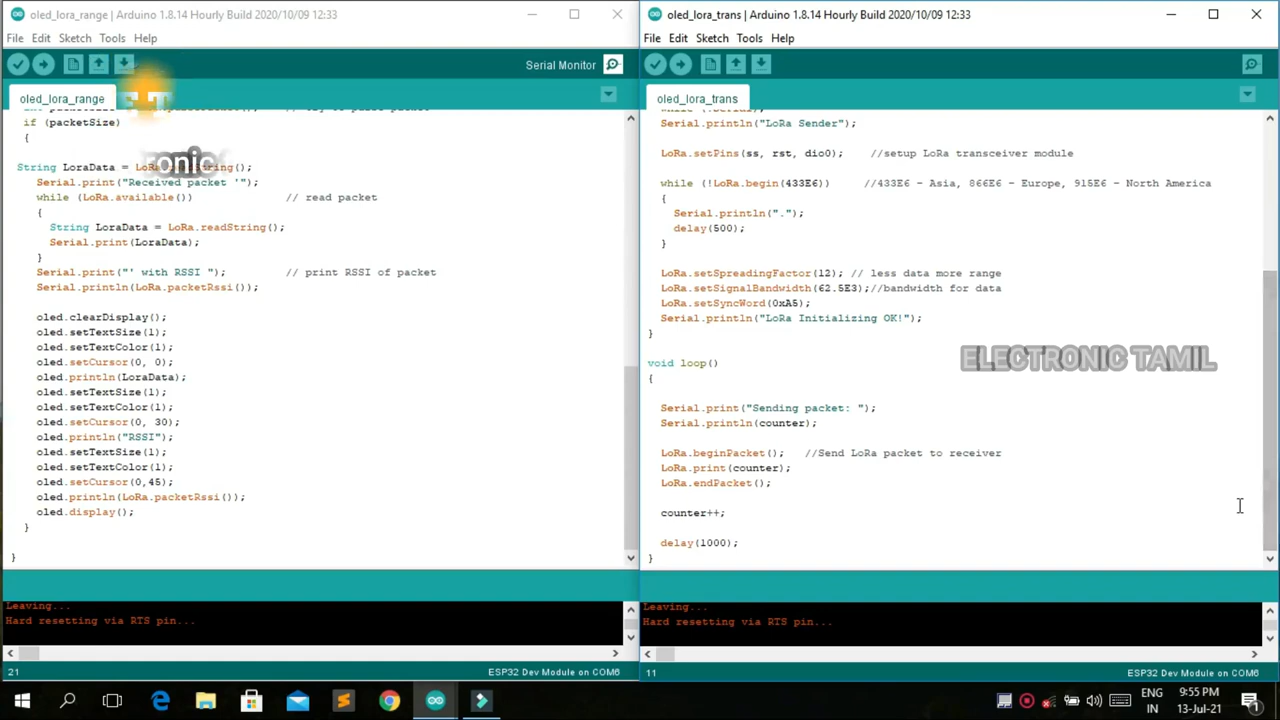 oled_lora_range | Arduino 1.8.14 Hourly Build 2020/10/09 12:33
File Edit Sketch Tools Help
Serial Monitor
oled_lora_range
if (packetSize)
{
String LoraData = LoRa.readString();
Serial.print("Received packet '");
while (LoRa.available()) // read packet
{
String LoraData = LoRa.readString();
Serial.print(LoraData);
}
Serial.print("' with RSSI "); // print RSSI of packet
Serial.println(LoRa.packetRssi());
oled.clearDisplay();
oled.setTextSize(1);
oled.setTextColor(1);
oled.setCursor(0, 0);
oled.println(LoraData);
oled.setTextSize(1);
oled.setTextColor(1);
oled.setCursor(0, 30);
oled.println("RSSI");
oled.setTextSize(1);
oled.setTextColor(1);
oled.setCursor(0,45);
oled.println(LoRa.packetRssi());
oled.display();
}
}
Leaving...
Hard resetting via RTS pin...
21
ESP32 Dev Module on COM6
oled_lora_trans | Arduino 1.8.14 Hourly Build 2020/10/09 12:33
File Edit Sketch Tools Help
oled_lora_trans
while (!Serial);
Serial.println("LoRa Sender");
LoRa.setPins(ss, rst, dio0); //setup LoRa transceiver module
while (!LoRa.begin(433E6)) //433E6 - Asia, 866E6 - Europe, 915E6 - North America
{
Serial.println(".");
delay(500);
}
LoRa.setSpreadingFactor(12); // less data more range
LoRa.setSignalBandwidth(62.5E3);//bandwidth for data
LoRa.setSyncWord(0xA5);
Serial.println("LoRa Initializing OK!");
}
void loop()
{
Serial.print("Sending packet: ");
Serial.println(counter);
LoRa.beginPacket(); //Send LoRa packet to receiver
LoRa.print(counter);
LoRa.endPacket();
counter++;
delay(1000);
}
ELECTRONIC TAMIL
Leaving...
Hard resetting via RTS pin...
11
ESP32 Dev Module on COM6
ENG
IN
9:55 PM
13-Jul-21
1